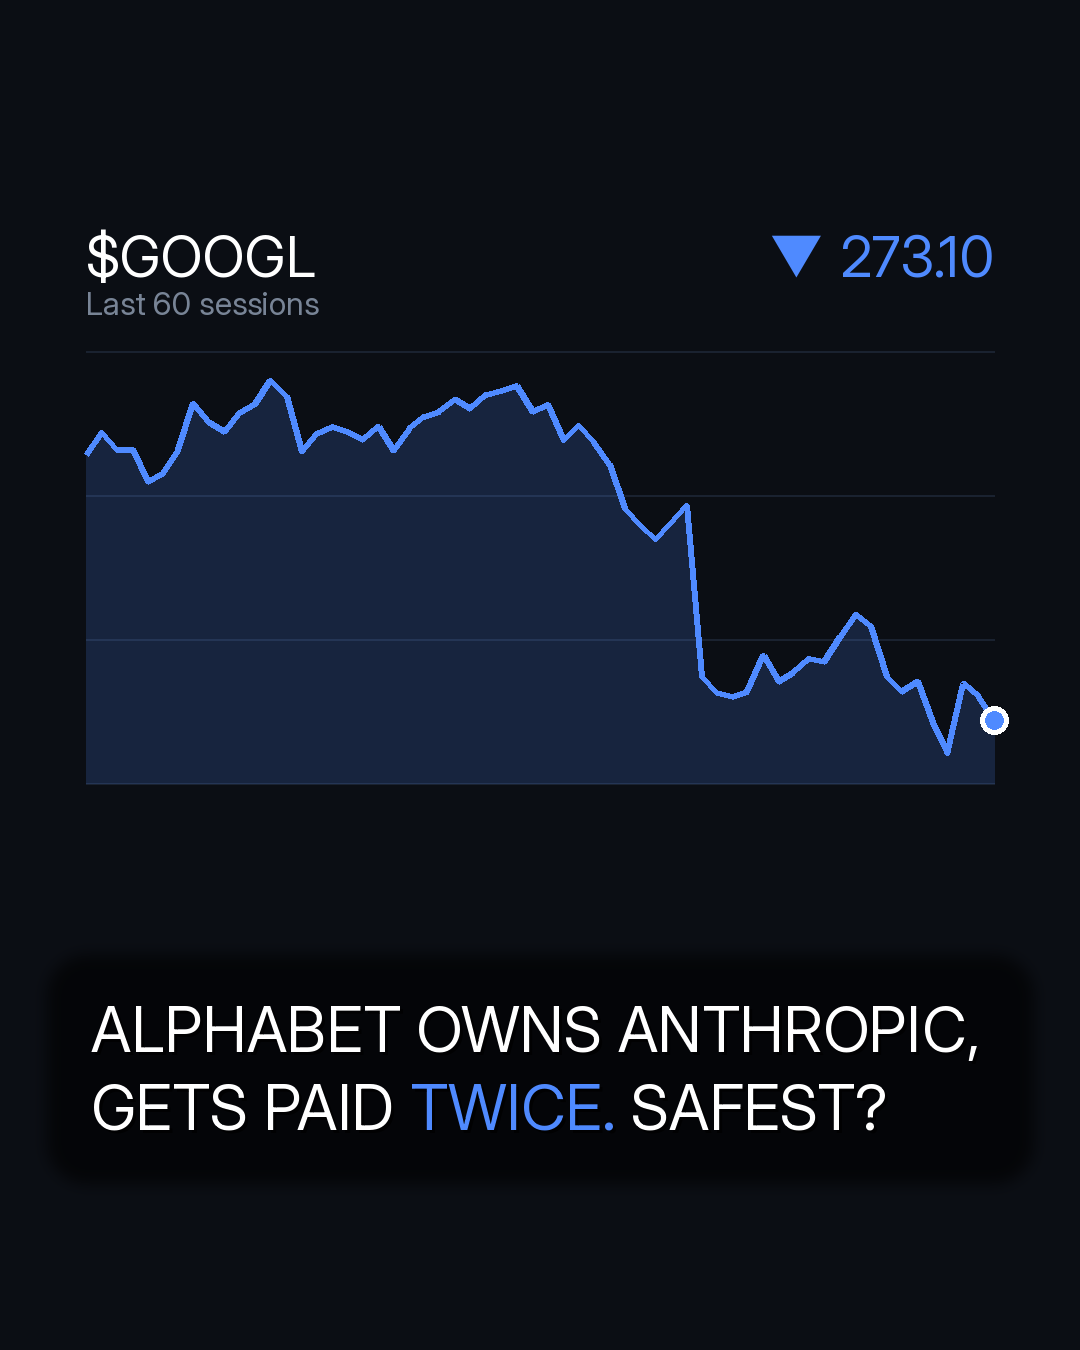 $GOOGL
▼ 273.10
Last 60 sessions
ALPHABET OWNS ANTHROPIC,
GETS PAID TWICE. SAFEST?